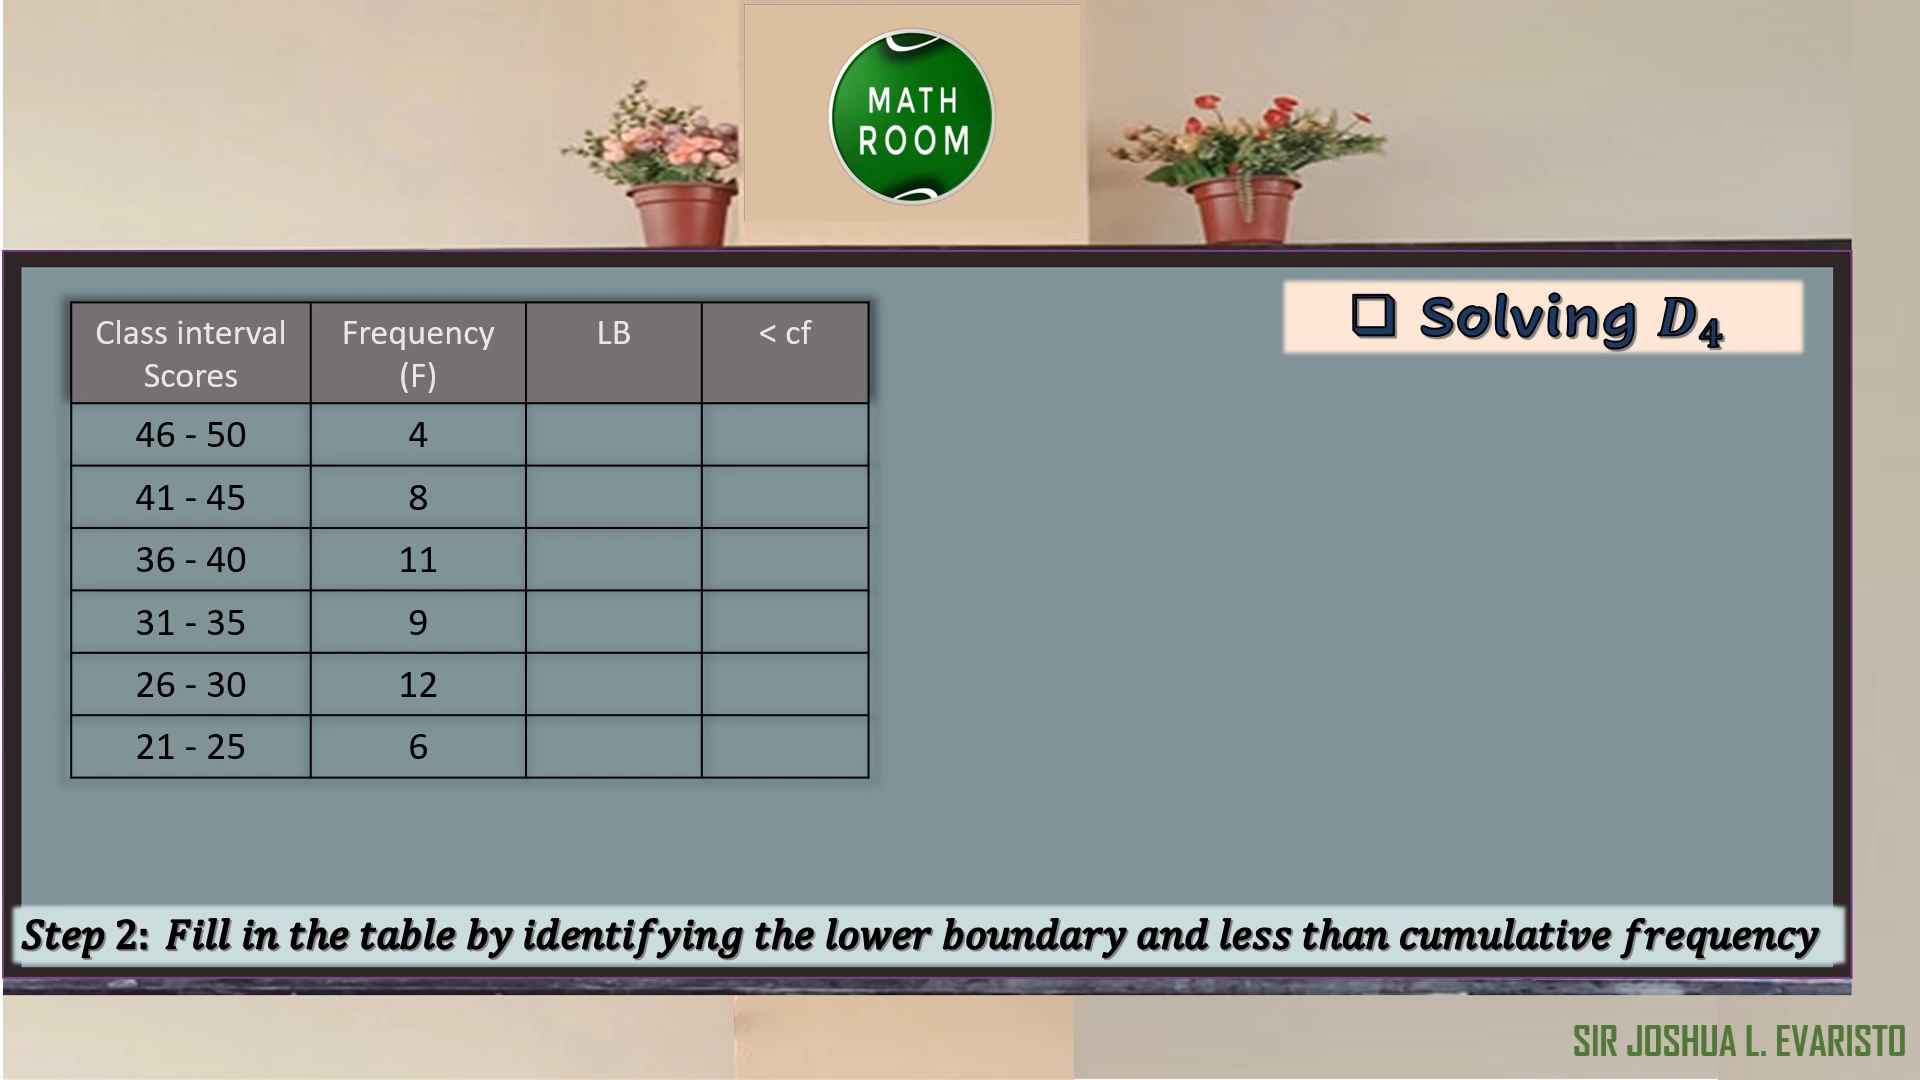 MATH
ROOM
❑ Solving D₄
Class interval Scores Frequency (F) LB < cf
46 - 50 4
41 - 45 8
36 - 40 11
31 - 35 9
26 - 30 12
21 - 25 6
Step 2: Fill in the table by identifying the lower boundary and less than cumulative frequency
SIR JOSHUA L. EVARISTO